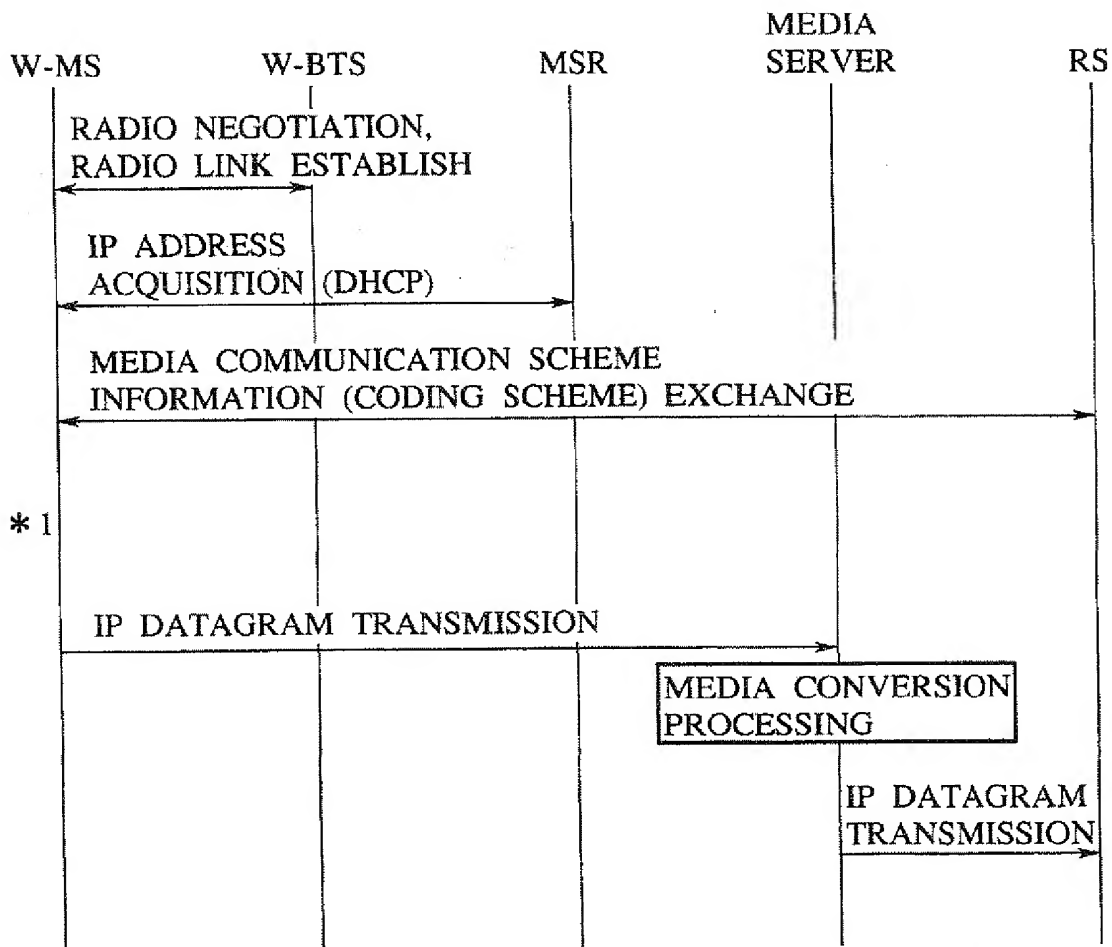 W-MS W-BTS MSR MEDIA SERVER RS
RADIO NEGOTIATION,
RADIO LINK ESTABLISH
IP ADDRESS
ACQUISITION (DHCP)
MEDIA COMMUNICATION SCHEME
INFORMATION (CODING SCHEME) EXCHANGE
*1
IP DATAGRAM TRANSMISSION
MEDIA CONVERSION
PROCESSING
IP DATAGRAM
TRANSMISSION